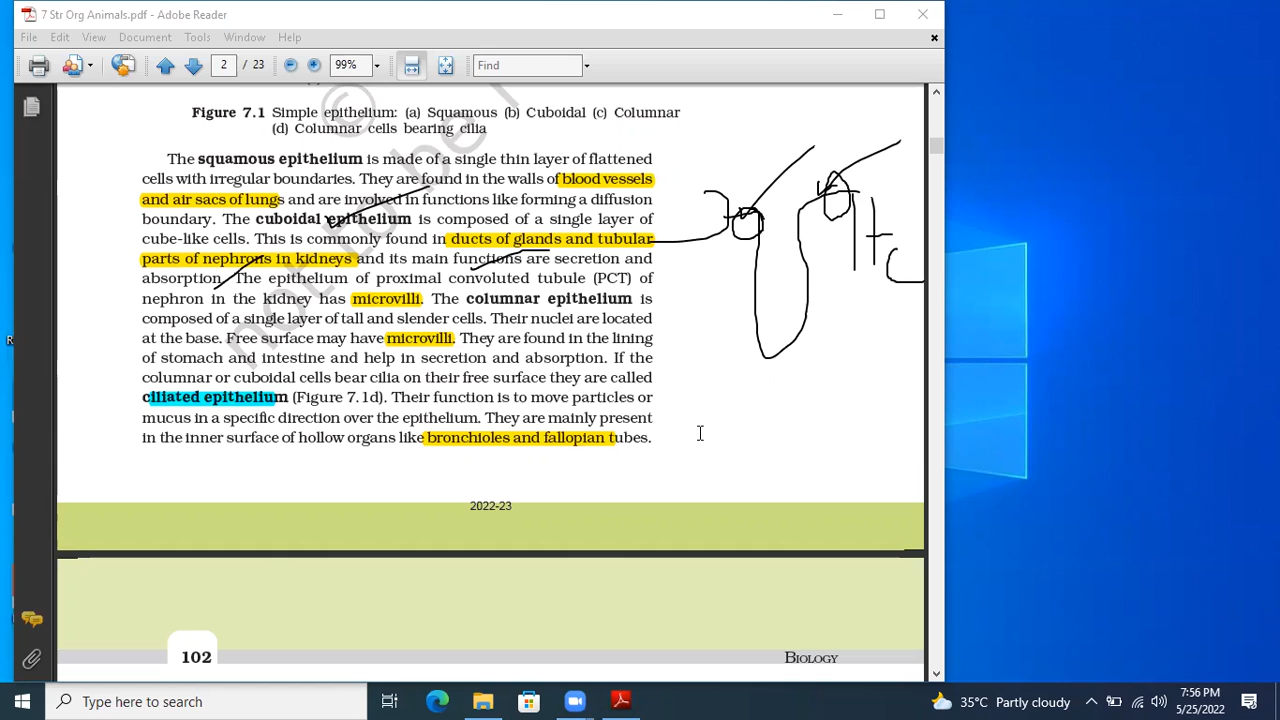 7 Str Org Animals.pdf - Adobe Reader
File Edit View Document Tools Window Help
2 / 23 99% Find
Figure 7.1 Simple epithelium: (a) Squamous (b) Cuboidal (c) Columnar
(d) Columnar cells bearing cilia
The squamous epithelium is made of a single thin layer of flattened
cells with irregular boundaries. They are found in the walls of blood vessels
and air sacs of lungs and are involved in functions like forming a diffusion
boundary. The cuboidal epithelium is composed of a single layer of
cube-like cells. This is commonly found in ducts of glands and tubular
parts of nephrons in kidneys and its main functions are secretion and
absorption. The epithelium of proximal convoluted tubule (PCT) of
nephron in the kidney has microvilli. The columnar epithelium is
composed of a single layer of tall and slender cells. Their nuclei are located
at the base. Free surface may have microvilli. They are found in the lining
of stomach and intestine and help in secretion and absorption. If the
columnar or cuboidal cells bear cilia on their free surface they are called
ciliated epithelium (Figure 7.1d). Their function is to move particles or
mucus in a specific direction over the epithelium. They are mainly present
in the inner surface of hollow organs like bronchioles and fallopian tubes.
2022-23
102
BIOLOGY
Type here to search
35°C Partly cloudy
7:56 PM
5/25/2022